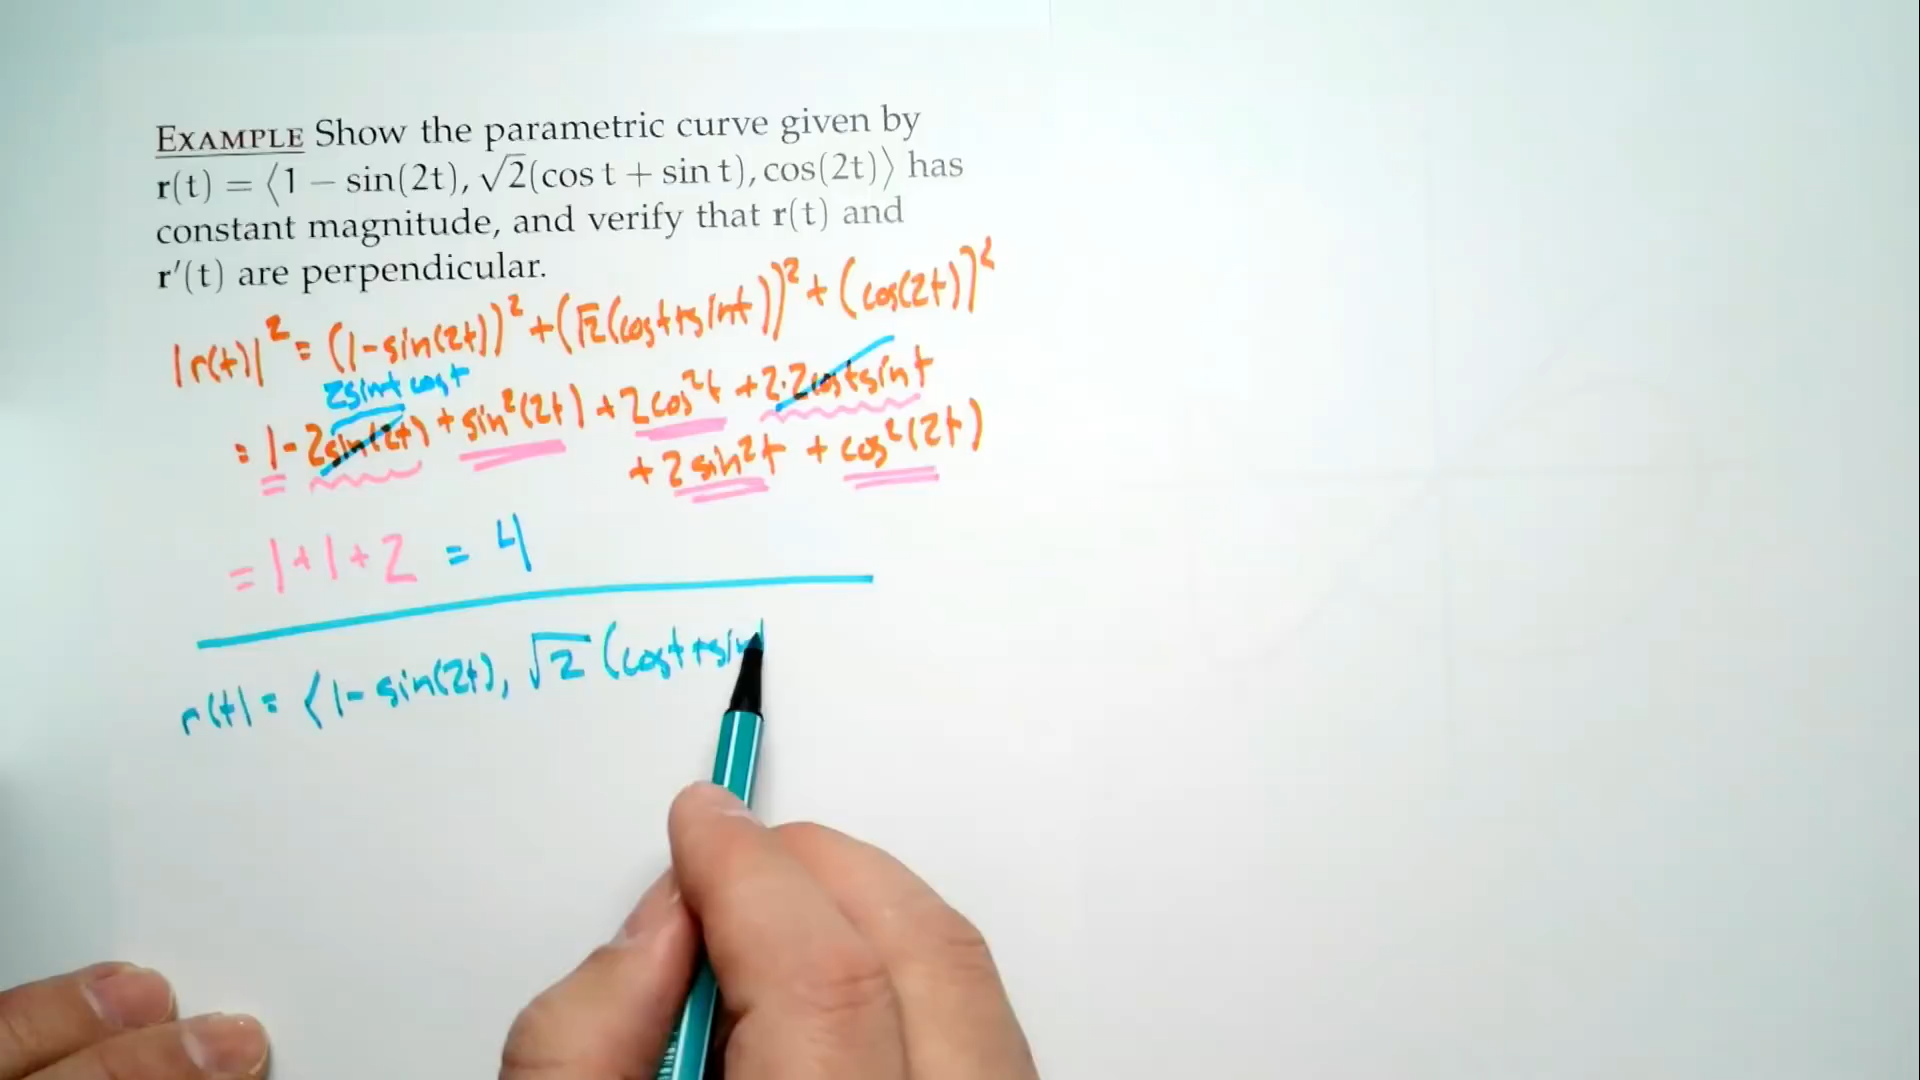 EXAMPLE Show the parametric curve given by
r(t) = ⟨1 − sin(2t), √2(cos t + sin t), cos(2t)⟩ has
constant magnitude, and verify that r(t) and
r′(t) are perpendicular.
|r(t)|² = (1-sin(2t))² + (√2(cost+sint))² + (cos(2t))²
2sint cost
= 1 - 2sin(2t) + sin²(2t) + 2cos²t + 2·2costsint
+ 2sin²t + cos²(2t)
= 1+1+2 = 4
r(t) = ⟨1-sin(2t), √2 (cost+sin